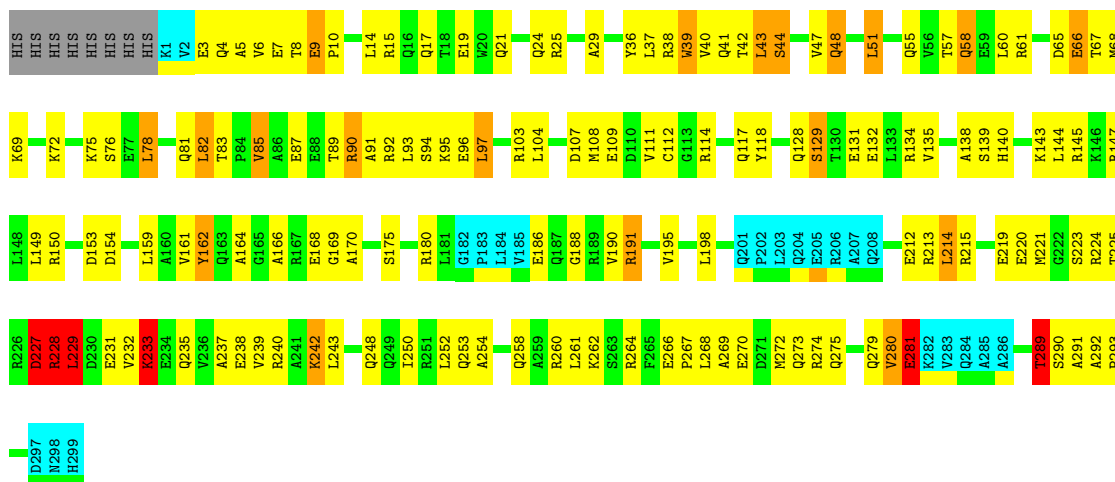 HIS HIS HIS HIS HIS HIS HIS K1 V2 E3 Q4 A5 V6 E7 T8 E9 P10 L14 R15 Q16 Q17 T18 E19 W20 Q21 Q24 R25 A29 Y36 L37 R38 W39 V40 Q41 T42 L43 S44 V47 Q48 L51 Q55 V56 T57 Q58 E59 L60 R61 D65 E66 T67 M68
K69 K72 K75 S76 E77 L78 Q81 L82 T83 P84 V85 A86 E87 E88 T89 R90 A91 R92 L93 S94 K95 E96 L97 R103 L104 D107 M108 E109 D110 V111 C112 G113 R114 Q117 Y118 Q128 S129 T130 E131 E132 L133 R134 V135 A138 S139 H140 K143 L144 R145 K146 R147
L148 L149 R150 D153 D154 L159 A160 V161 Y162 Q163 A164 G165 A166 R167 E168 G169 A170 S175 R180 L181 G182 P183 L184 V185 E186 Q187 G188 R189 V190 R191 V195 L198 Q201 P202 L203 Q204 E205 R206 A207 Q208 E212 R213 L214 R215 E219 E220 M221 G222 S223 R224 T225
R226 D227 R228 L229 D230 E231 V232 K233 E234 Q235 V236 A237 E238 V239 R240 A241 K242 L243 Q248 Q249 I250 R251 L252 Q253 A254 Q258 A259 R260 L261 K262 S263 R264 F265 E266 P267 L268 A269 E270 D271 M272 Q273 R274 Q275 Q279 V280 E281 K282 V283 Q284 A285 A286 T289 S290 A291 A292 R293
D297 N298 H299